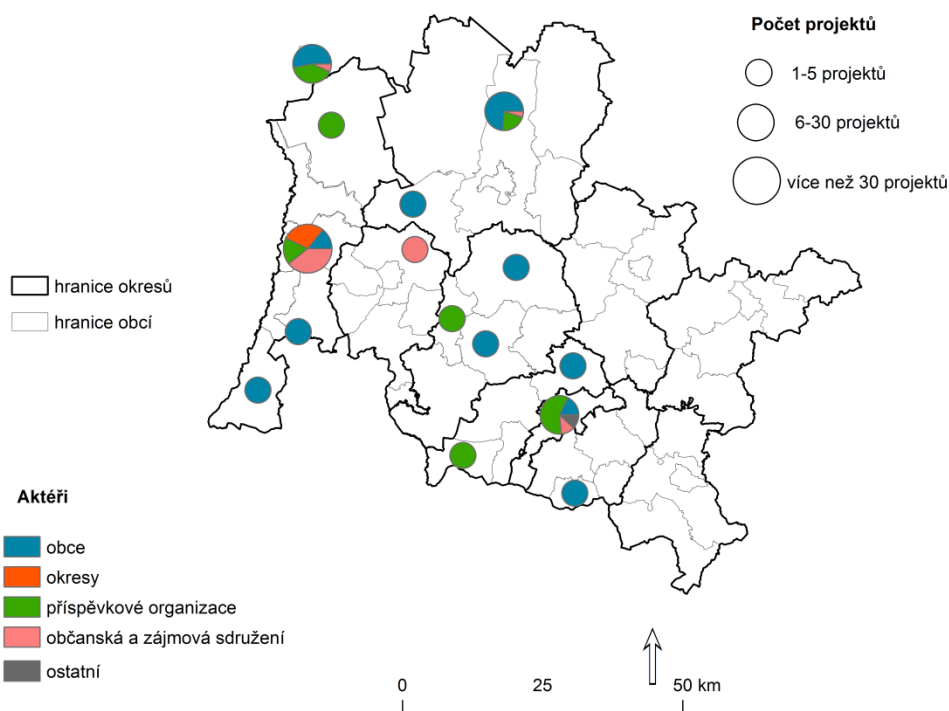 Počet projektů
1-5 projektů
6-30 projektů
více než 30 projektů
hranice okresů
hranice obcí
Aktéři
obce
okresy
příspěvkové organizace
občanská a zájmová sdružení
ostatní
0 25 50 km